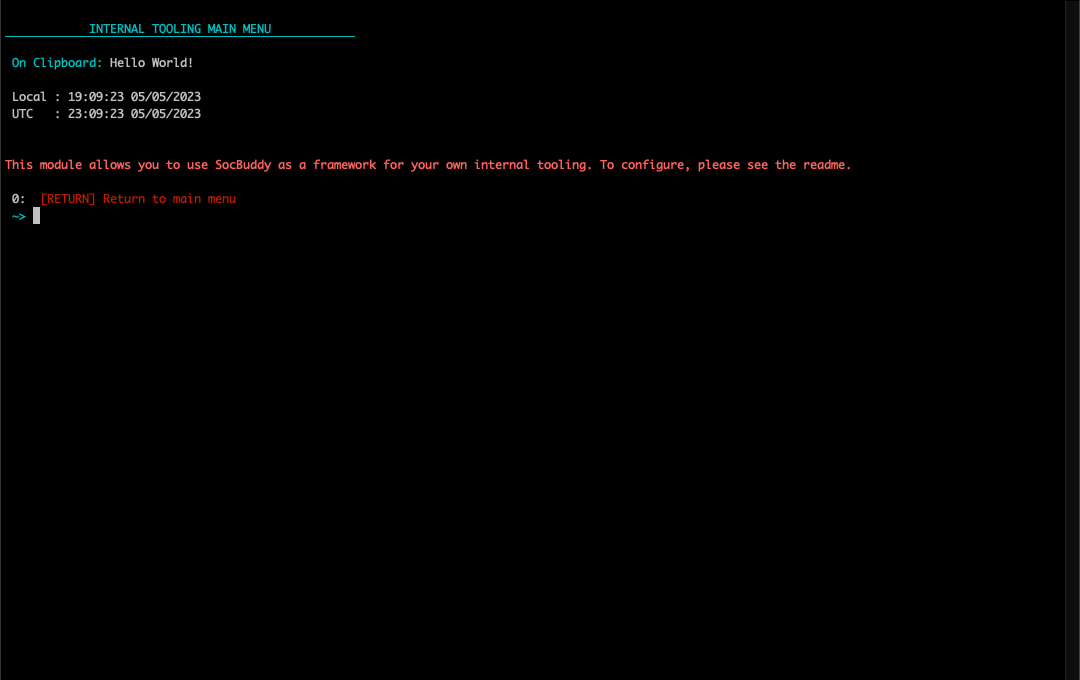 INTERNAL TOOLING MAIN MENU
On Clipboard: Hello World!
Local : 19:09:23 05/05/2023
UTC   : 23:09:23 05/05/2023
This module allows you to use SocBuddy as a framework for your own internal tooling. To configure, please see the readme.
0:  [RETURN] Return to main menu
~>